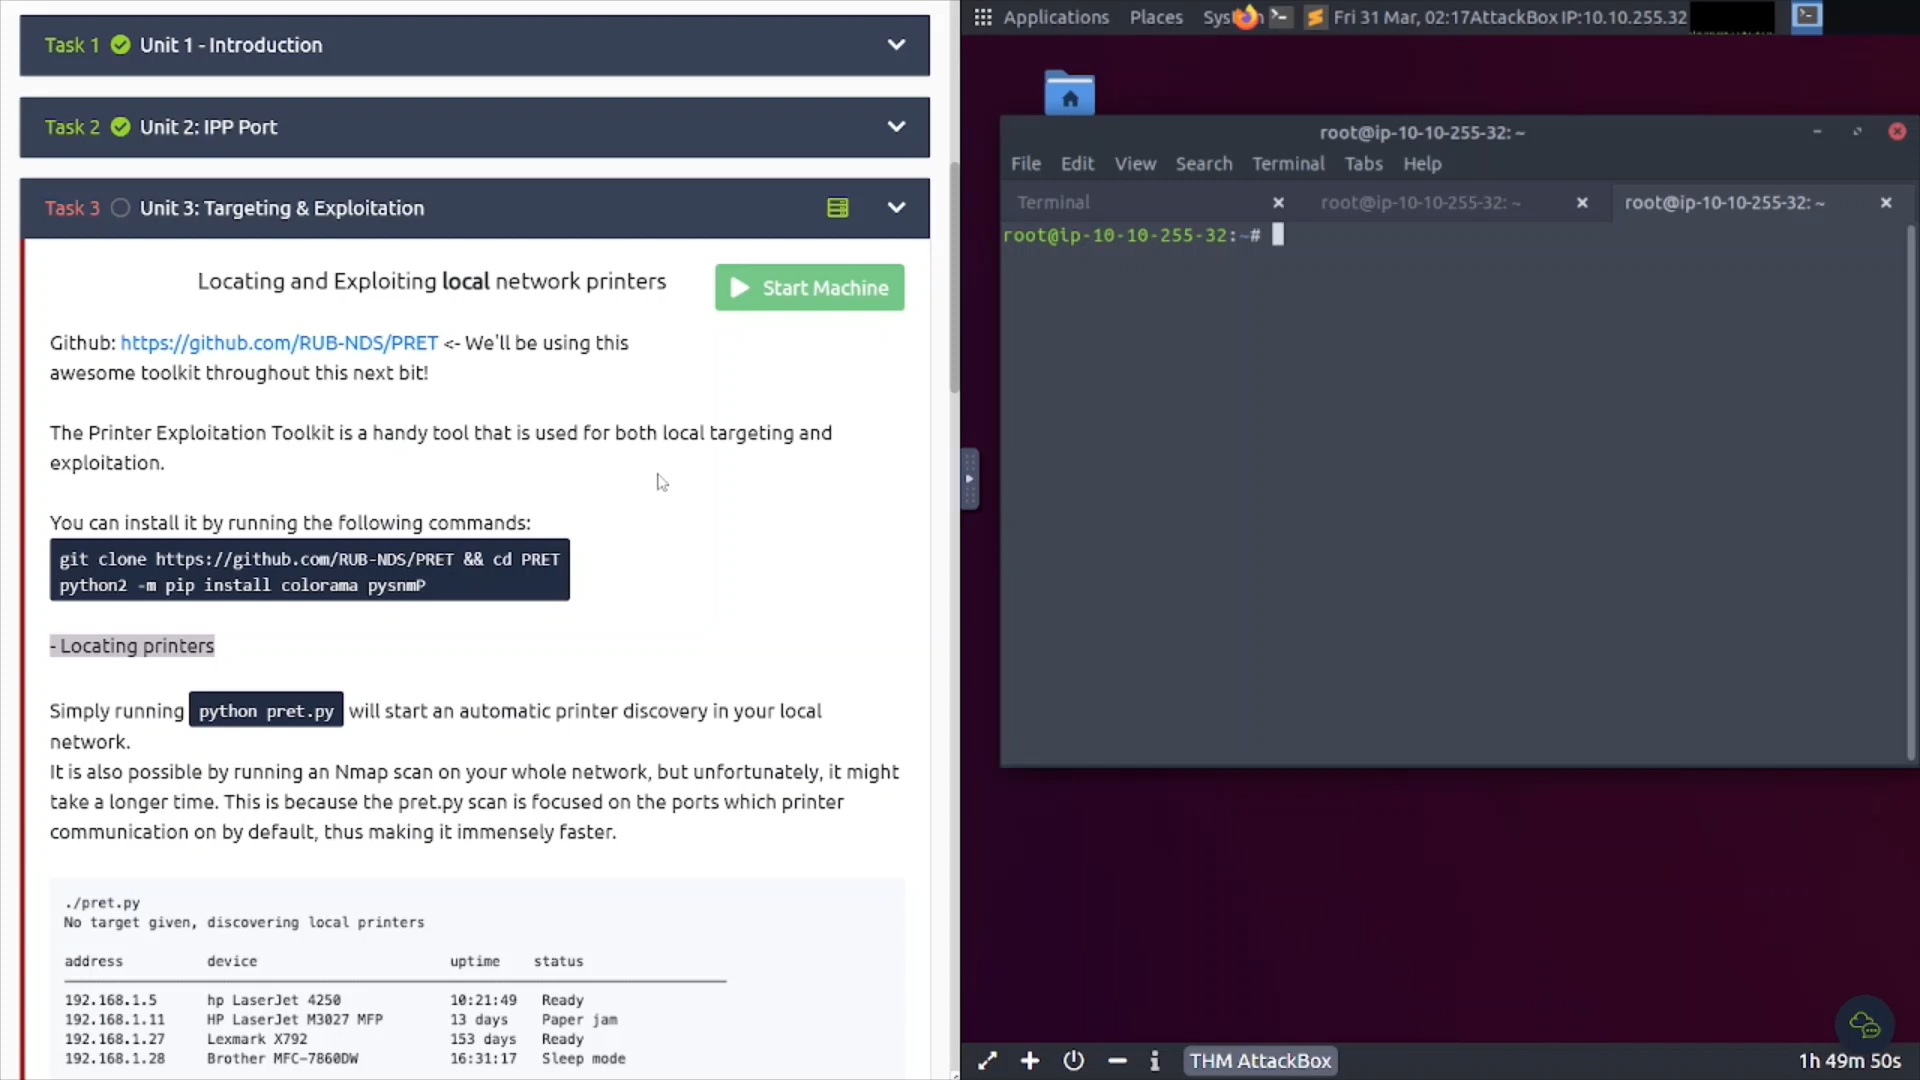 Task 1 Unit 1 - Introduction
Task 2 Unit 2: IPP Port
Task 3 Unit 3: Targeting & Exploitation
Locating and Exploiting local network printers
Start Machine
Github: https://github.com/RUB-NDS/PRET <- We'll be using this
awesome toolkit throughout this next bit!
The Printer Exploitation Toolkit is a handy tool that is used for both local targeting and
exploitation.
You can install it by running the following commands:
git clone https://github.com/RUB-NDS/PRET && cd PRET
python2 -m pip install colorama pysnmP
- Locating printers
Simply running python pret.py will start an automatic printer discovery in your local
network.
It is also possible by running an Nmap scan on your whole network, but unfortunately, it might
take a longer time. This is because the pret.py scan is focused on the ports which printer
communication on by default, thus making it immensely faster.
./pret.py
No target given, discovering local printers
address device uptime status
192.168.1.5 hp LaserJet 4250 10:21:49 Ready
192.168.1.11 HP LaserJet M3027 MFP 13 days Paper jam
192.168.1.27 Lexmark X792 153 days Ready
192.168.1.28 Brother MFC-7860DW 16:31:17 Sleep mode
Applications Places Sys Fri 31 Mar, 02:17 AttackBox IP:10.10.255.32
root@ip-10-10-255-32: ~
File Edit View Search Terminal Tabs Help
Terminal root@ip-10-10-255-32: ~ root@ip-10-10-255-32: ~
root@ip-10-10-255-32:~#
THM AttackBox
1h 49m 50s